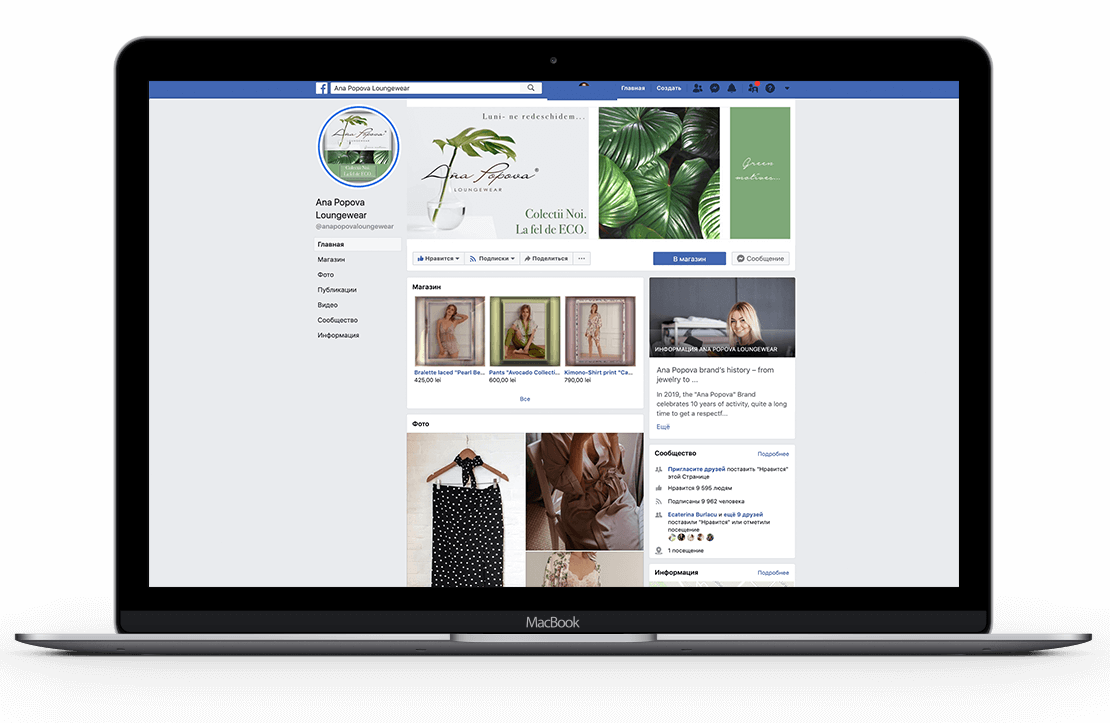 Ana Popova Loungewear
Главная
Создать
Luni- ne redeschidem...
Ana Popova®
LOUNGEWEAR
Colectii Noi.
La fel de ECO.
Green
motives...
Ana Popova
LOUNGEWEAR
Colectii Noi.
La fel de ECO.
Ana Popova
Loungewear
@anapopovaloungewear
Главная
Магазин
Фото
Публикации
Видео
Сообщество
Информация
Нравится
Подписки
Поделиться
...
В магазин
Сообщение
Магазин
Bralette laced "Pearl Be...
425,00 lei
Pants "Avocado Collecti...
600,00 lei
Kimono-Shirt print "Ca...
790,00 lei
Все
Фото
ИНФОРМАЦИЯ ANA POPOVA LOUNGEWEAR
Ana Popova brand's history – from
jewelry to ...
In 2019, the "Ana Popova" Brand
celebrates 10 years of activity, quite a long
time to get a respectf...
Ещё
Сообщество
Подробнее
Пригласите друзей поставить "Нравится"
этой Странице
Нравится 9 595 людям
Подписаны 9 962 человека
Ecaterina Burlacu и ещё 9 друзей
поставили "Нравится" или отметили
посещение
1 посещение
Информация
Подробнее
MacBook